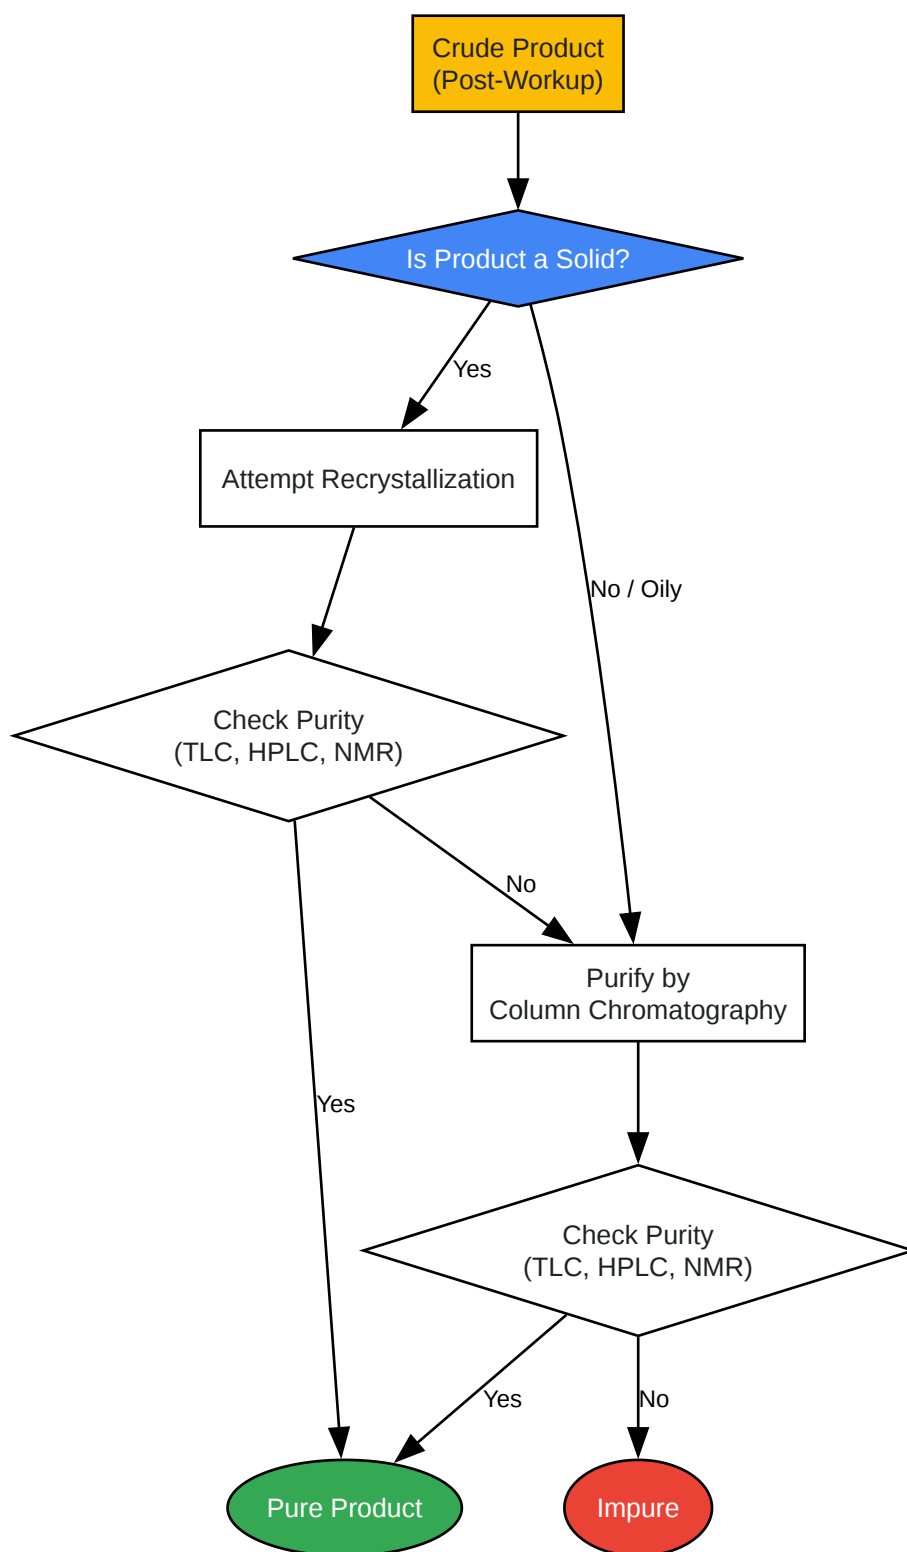 Crude Product
(Post-Workup)
Is Product a Solid?
Yes
Attempt Recrystallization
No / Oily
Check Purity
(TLC, HPLC, NMR)
No
Purify by
Column Chromatography
Yes
Check Purity
(TLC, HPLC, NMR)
Yes
No
Pure Product
Impure